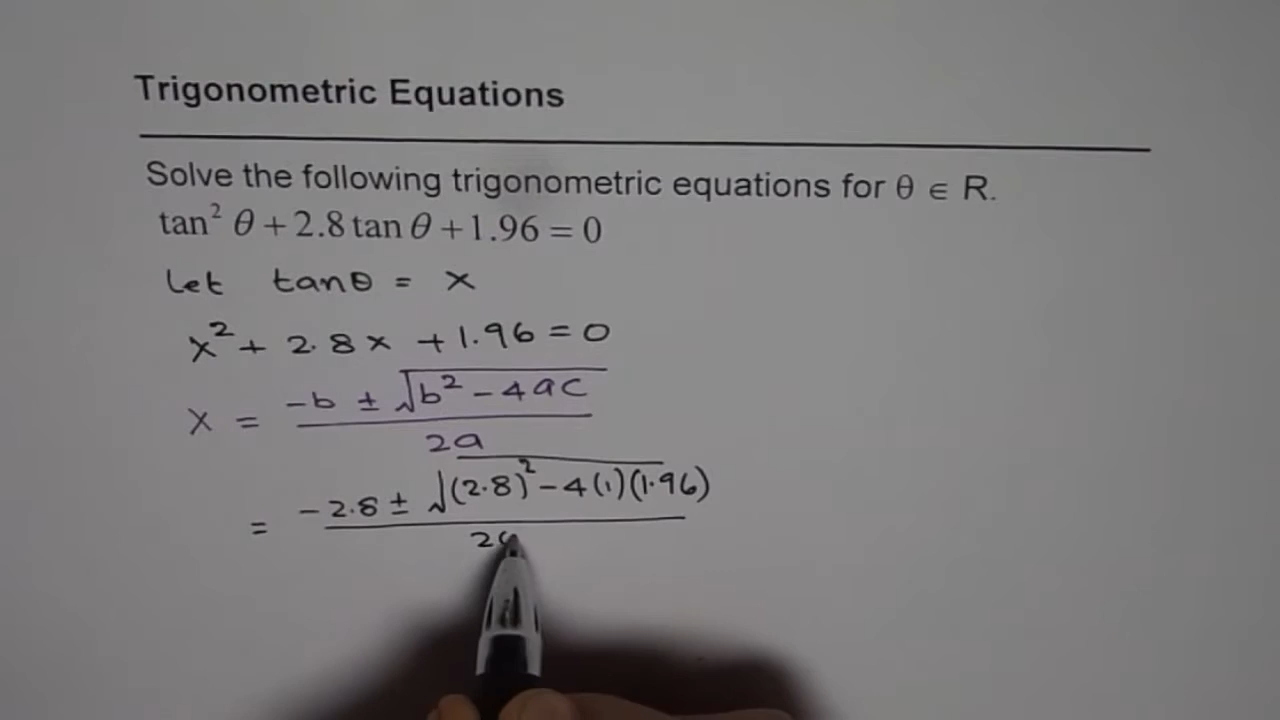 Trigonometric Equations
Solve the following trigonometric equations for θ ∈ R.
tan² θ + 2.8 tan θ + 1.96 = 0
Let tanθ = x
x² + 2.8x + 1.96 = 0
x = (-b ± √(b² - 4ac)) / 2a
= (-2.8 ± √((2.8)² - 4(1)(1.96))) / 2